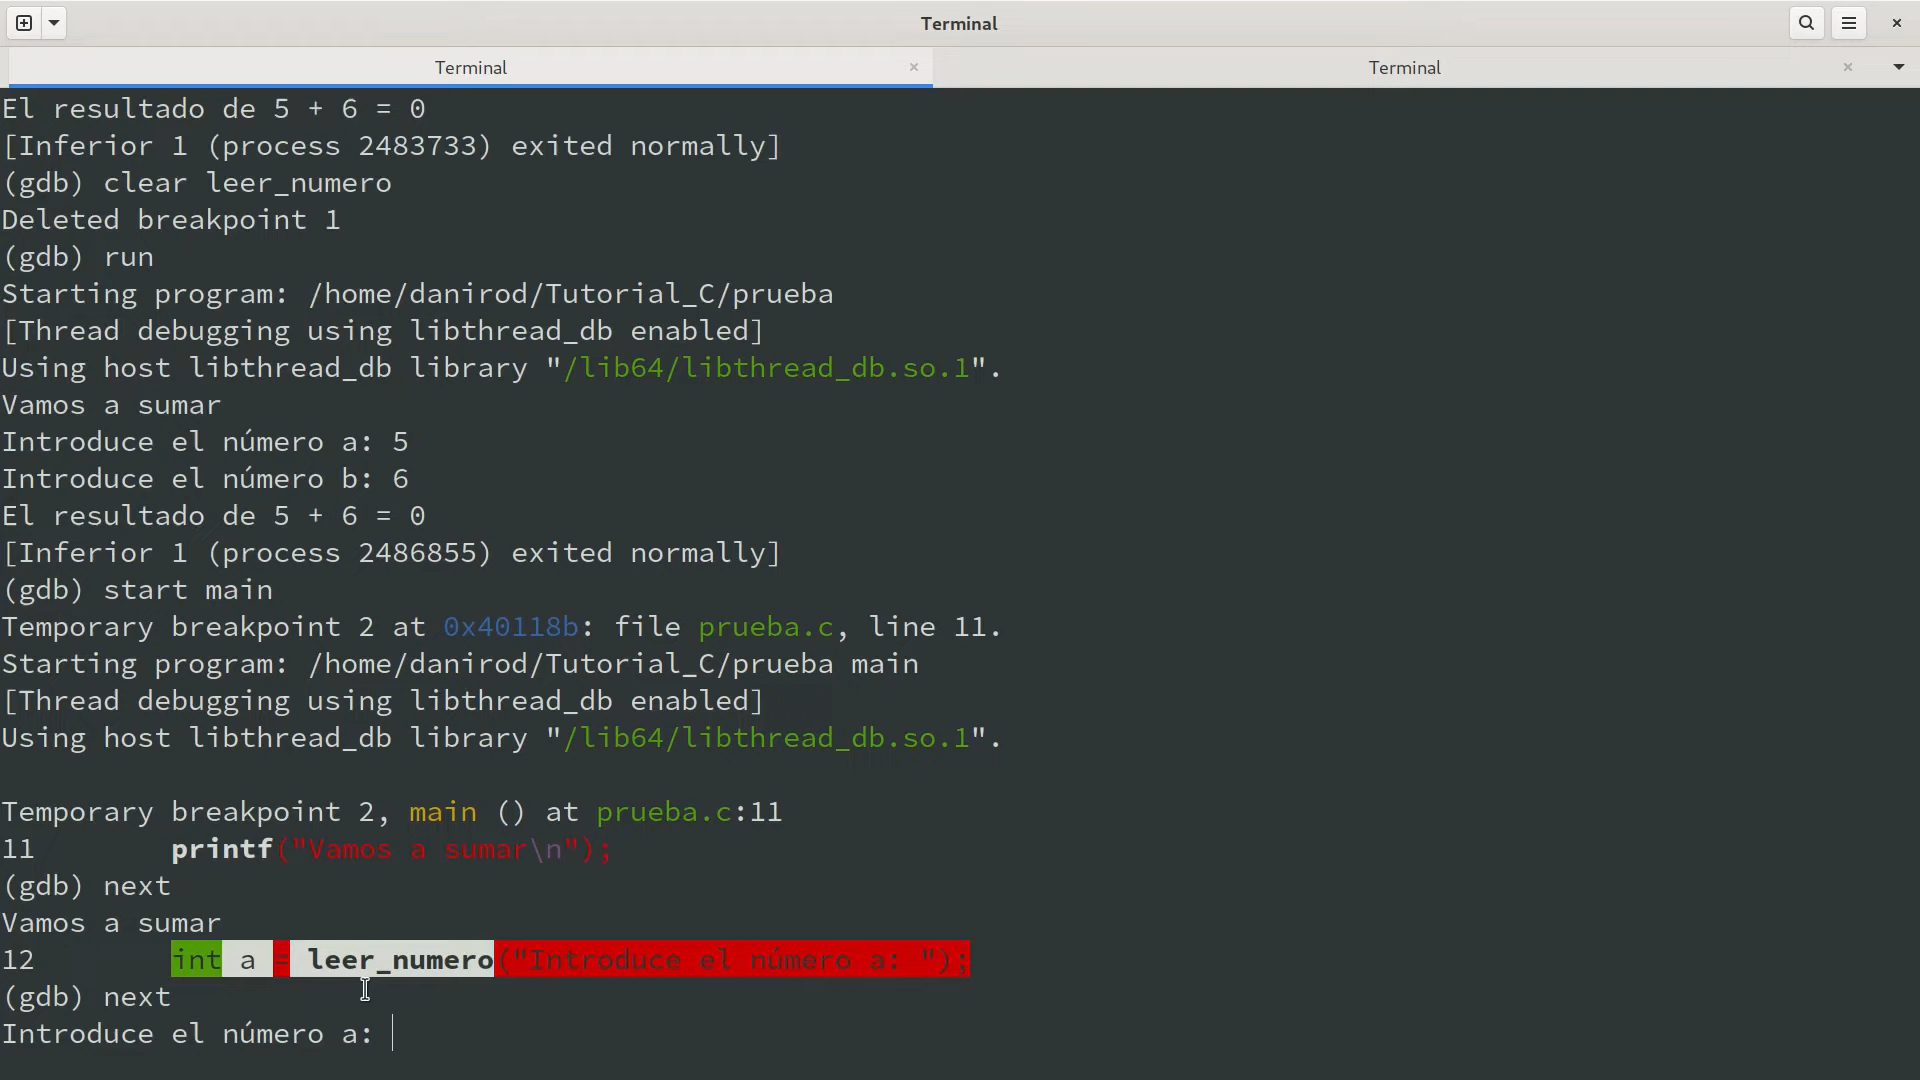 Terminal
Terminal
Terminal
El resultado de 5 + 6 = 0
[Inferior 1 (process 2483733) exited normally]
(gdb) clear leer_numero
Deleted breakpoint 1
(gdb) run
Starting program: /home/danirod/Tutorial_C/prueba
[Thread debugging using libthread_db enabled]
Using host libthread_db library "/lib64/libthread_db.so.1".
Vamos a sumar
Introduce el número a: 5
Introduce el número b: 6
El resultado de 5 + 6 = 0
[Inferior 1 (process 2486855) exited normally]
(gdb) start main
Temporary breakpoint 2 at 0x40118b: file prueba.c, line 11.
Starting program: /home/danirod/Tutorial_C/prueba main
[Thread debugging using libthread_db enabled]
Using host libthread_db library "/lib64/libthread_db.so.1".
Temporary breakpoint 2, main () at prueba.c:11
11 printf("Vamos a sumar\n");
(gdb) next
Vamos a sumar
12 int a = leer_numero("Introduce el número a: ");
(gdb) next
Introduce el número a: